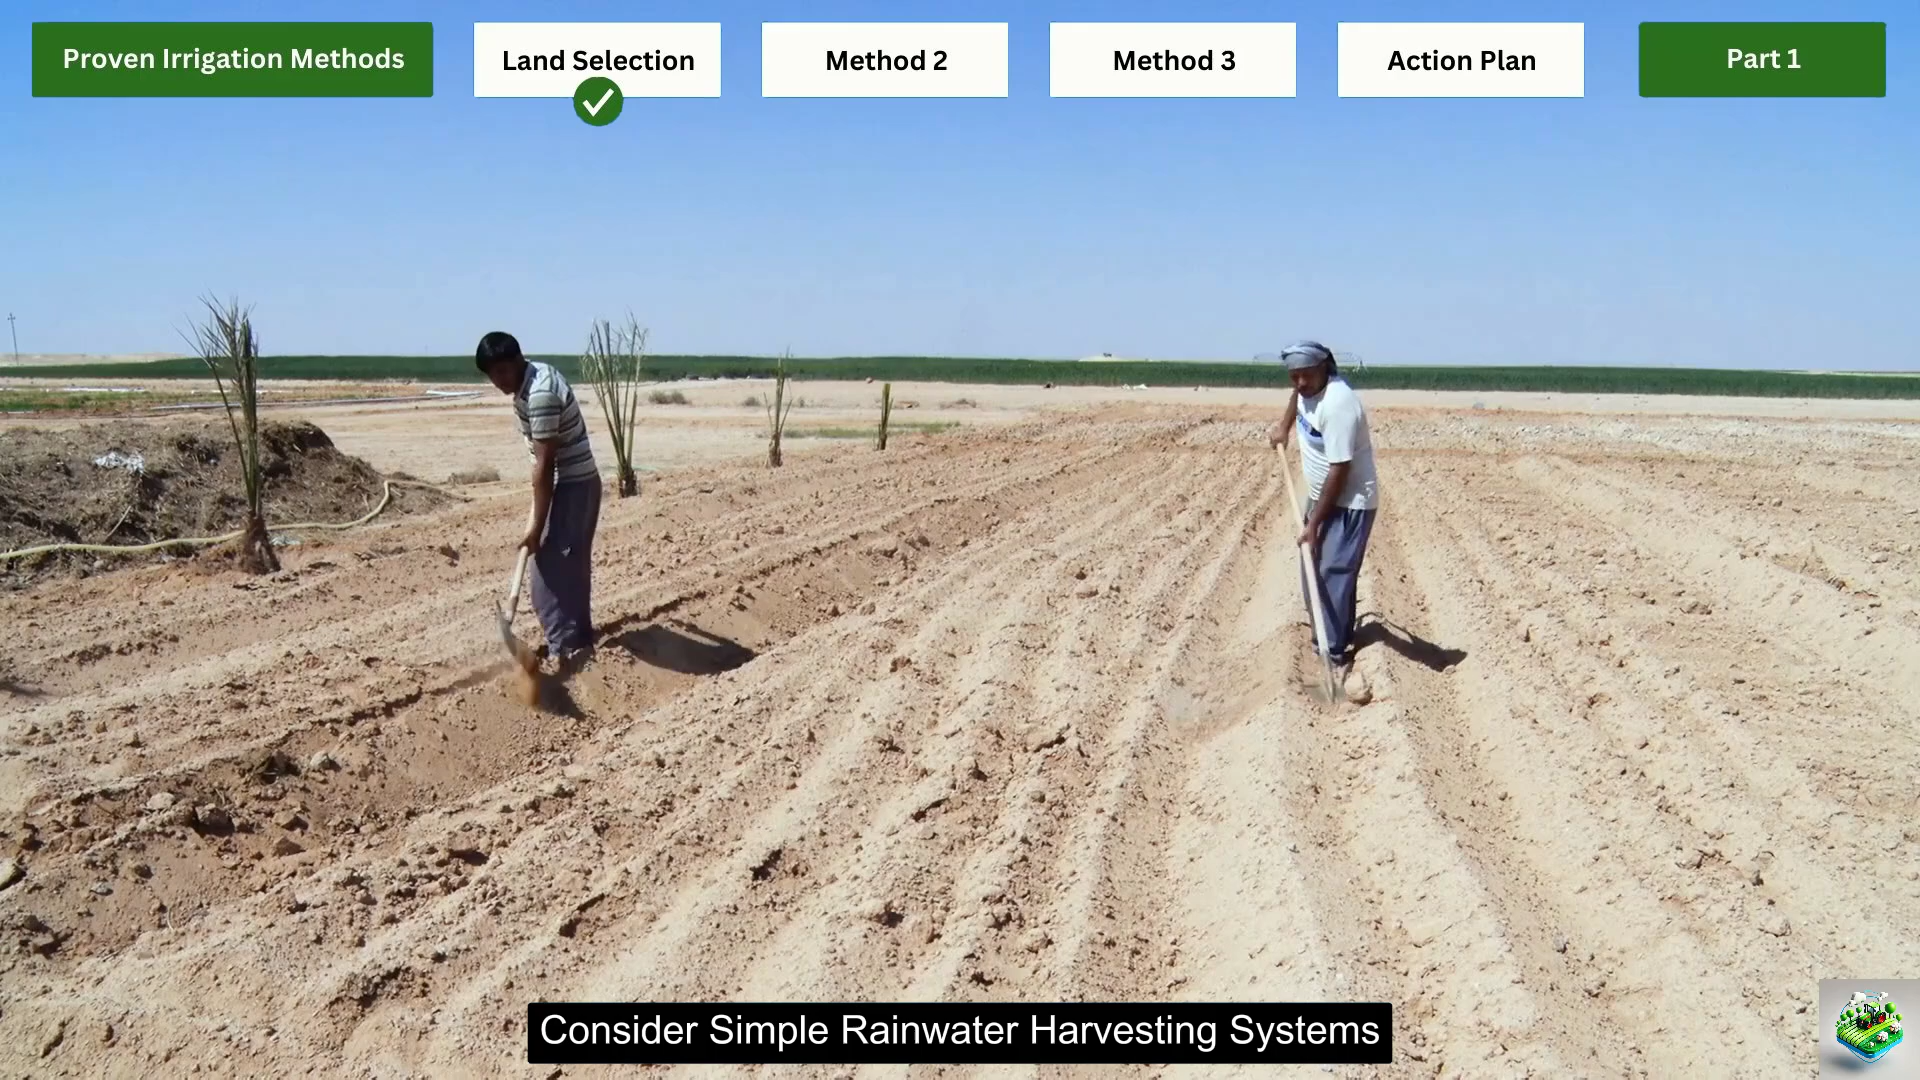 Proven Irrigation Methods
Land Selection
Method 2
Method 3
Action Plan
Part 1
Consider Simple Rainwater Harvesting Systems